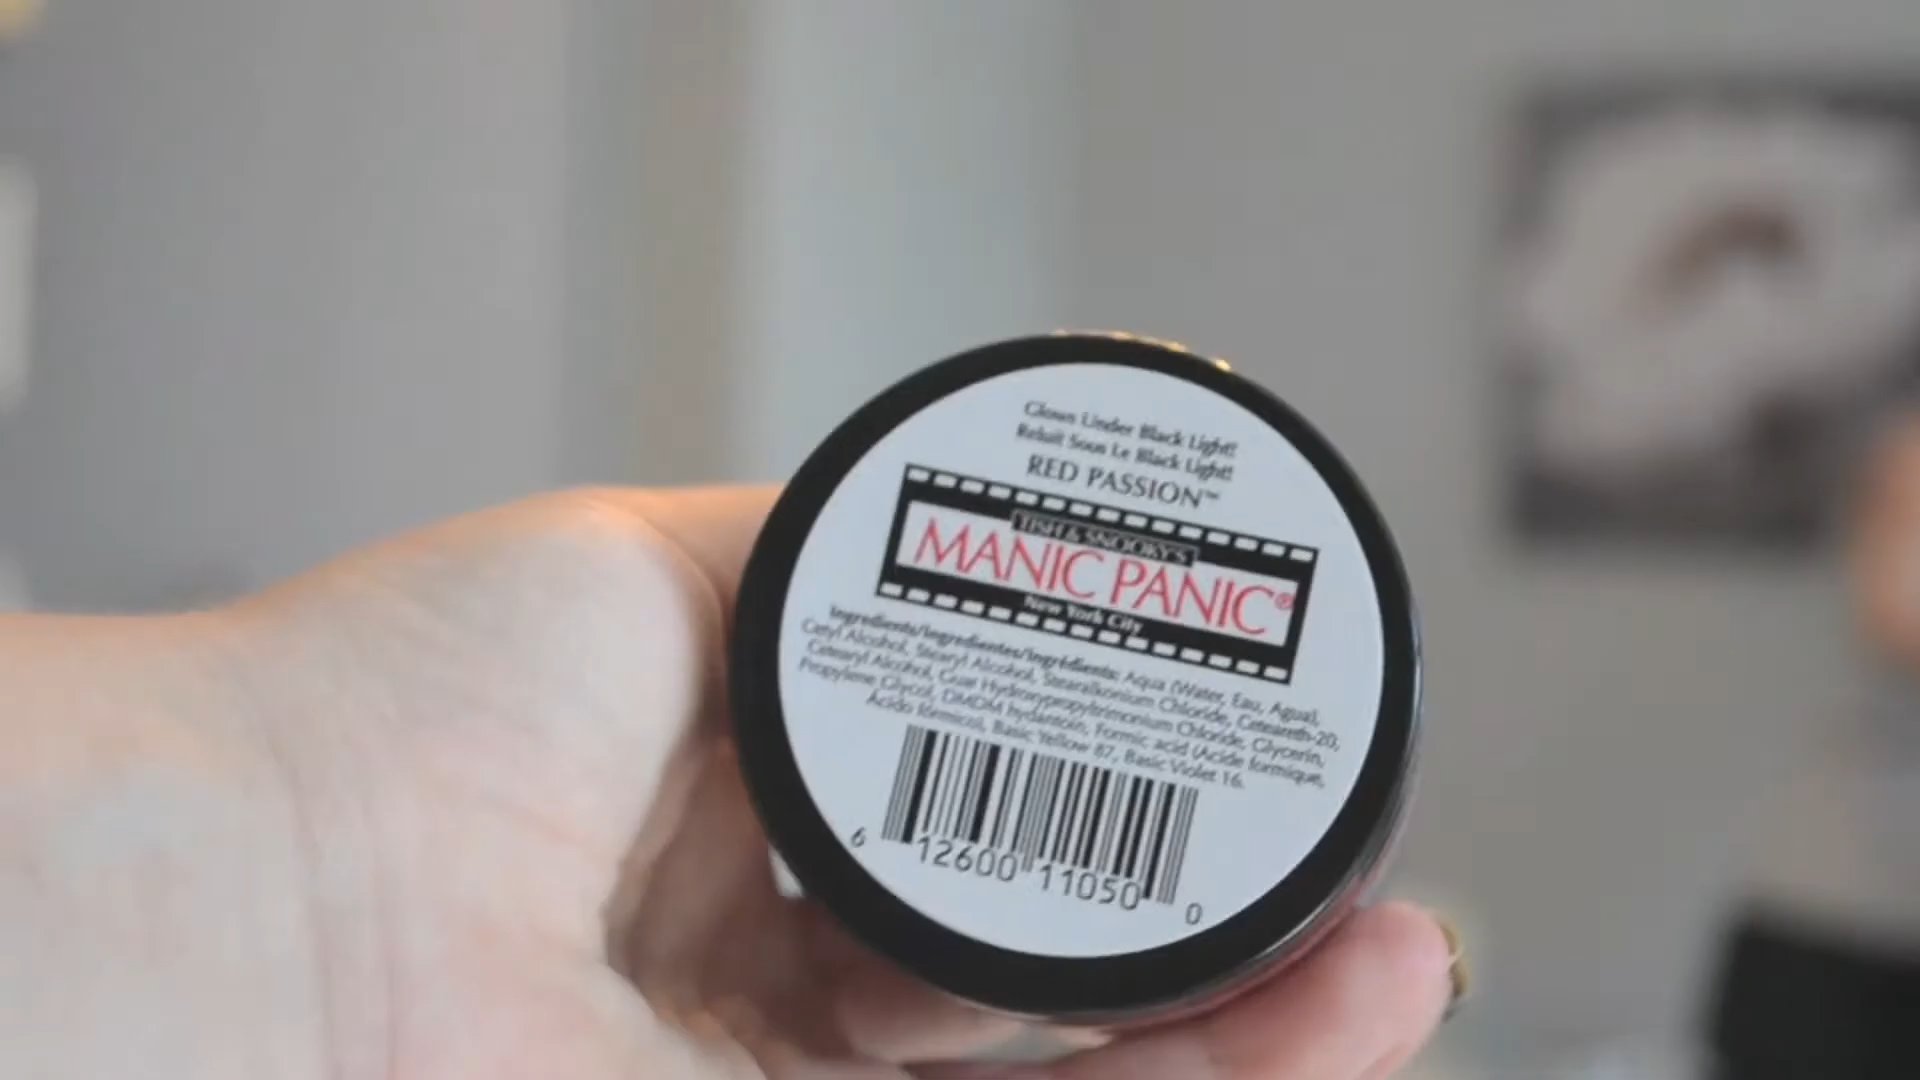 Glows Under Black Light!
Reluit Sous Le Black Light!
RED PASSION™
TISH & SNOOKY'S
MANIC PANIC®
New York City
Ingredients/Ingredientes/Ingrédients: Aqua (Water, Eau, Agua),
Cetyl Alcohol, Stearyl Alcohol, Stearalkonium Chloride, Ceteareth-20,
Cetearyl Alcohol, Guar Hydroxypropyltrimonium Chloride, Glycerin,
Propylene Glycol, DMDM hydantoin, Formic acid (Acide formique,
Acido fórmico), Basic Yellow 87, Basic Violet 16.
6 12600 11050 0